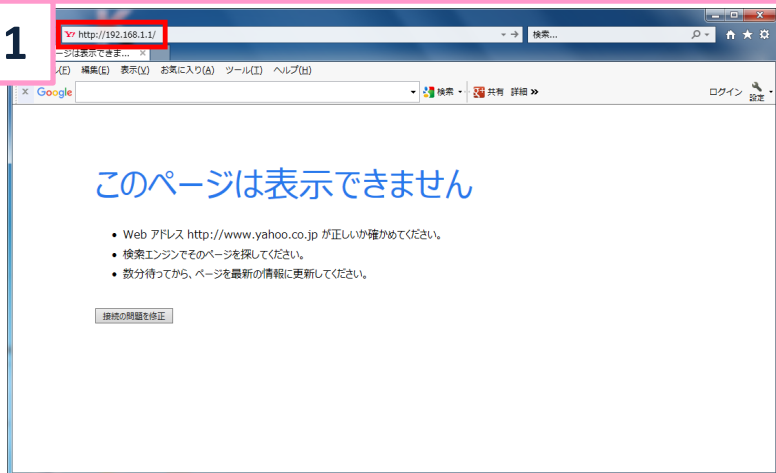 1
http://192.168.1.1/
検索...
ージは表示できま... ×
(F) 編集(E) 表示(V) お気に入り(A) ツール(T) ヘルプ(H)
× Google 検索 共有 詳細 » ログイン 設定
このページは表示できません
• Web アドレス http://www.yahoo.co.jp が正しいか確かめてください。
• 検索エンジンでそのページを探してください。
• 数分待ってから、ページを最新の情報に更新してください。
接続の問題を修正